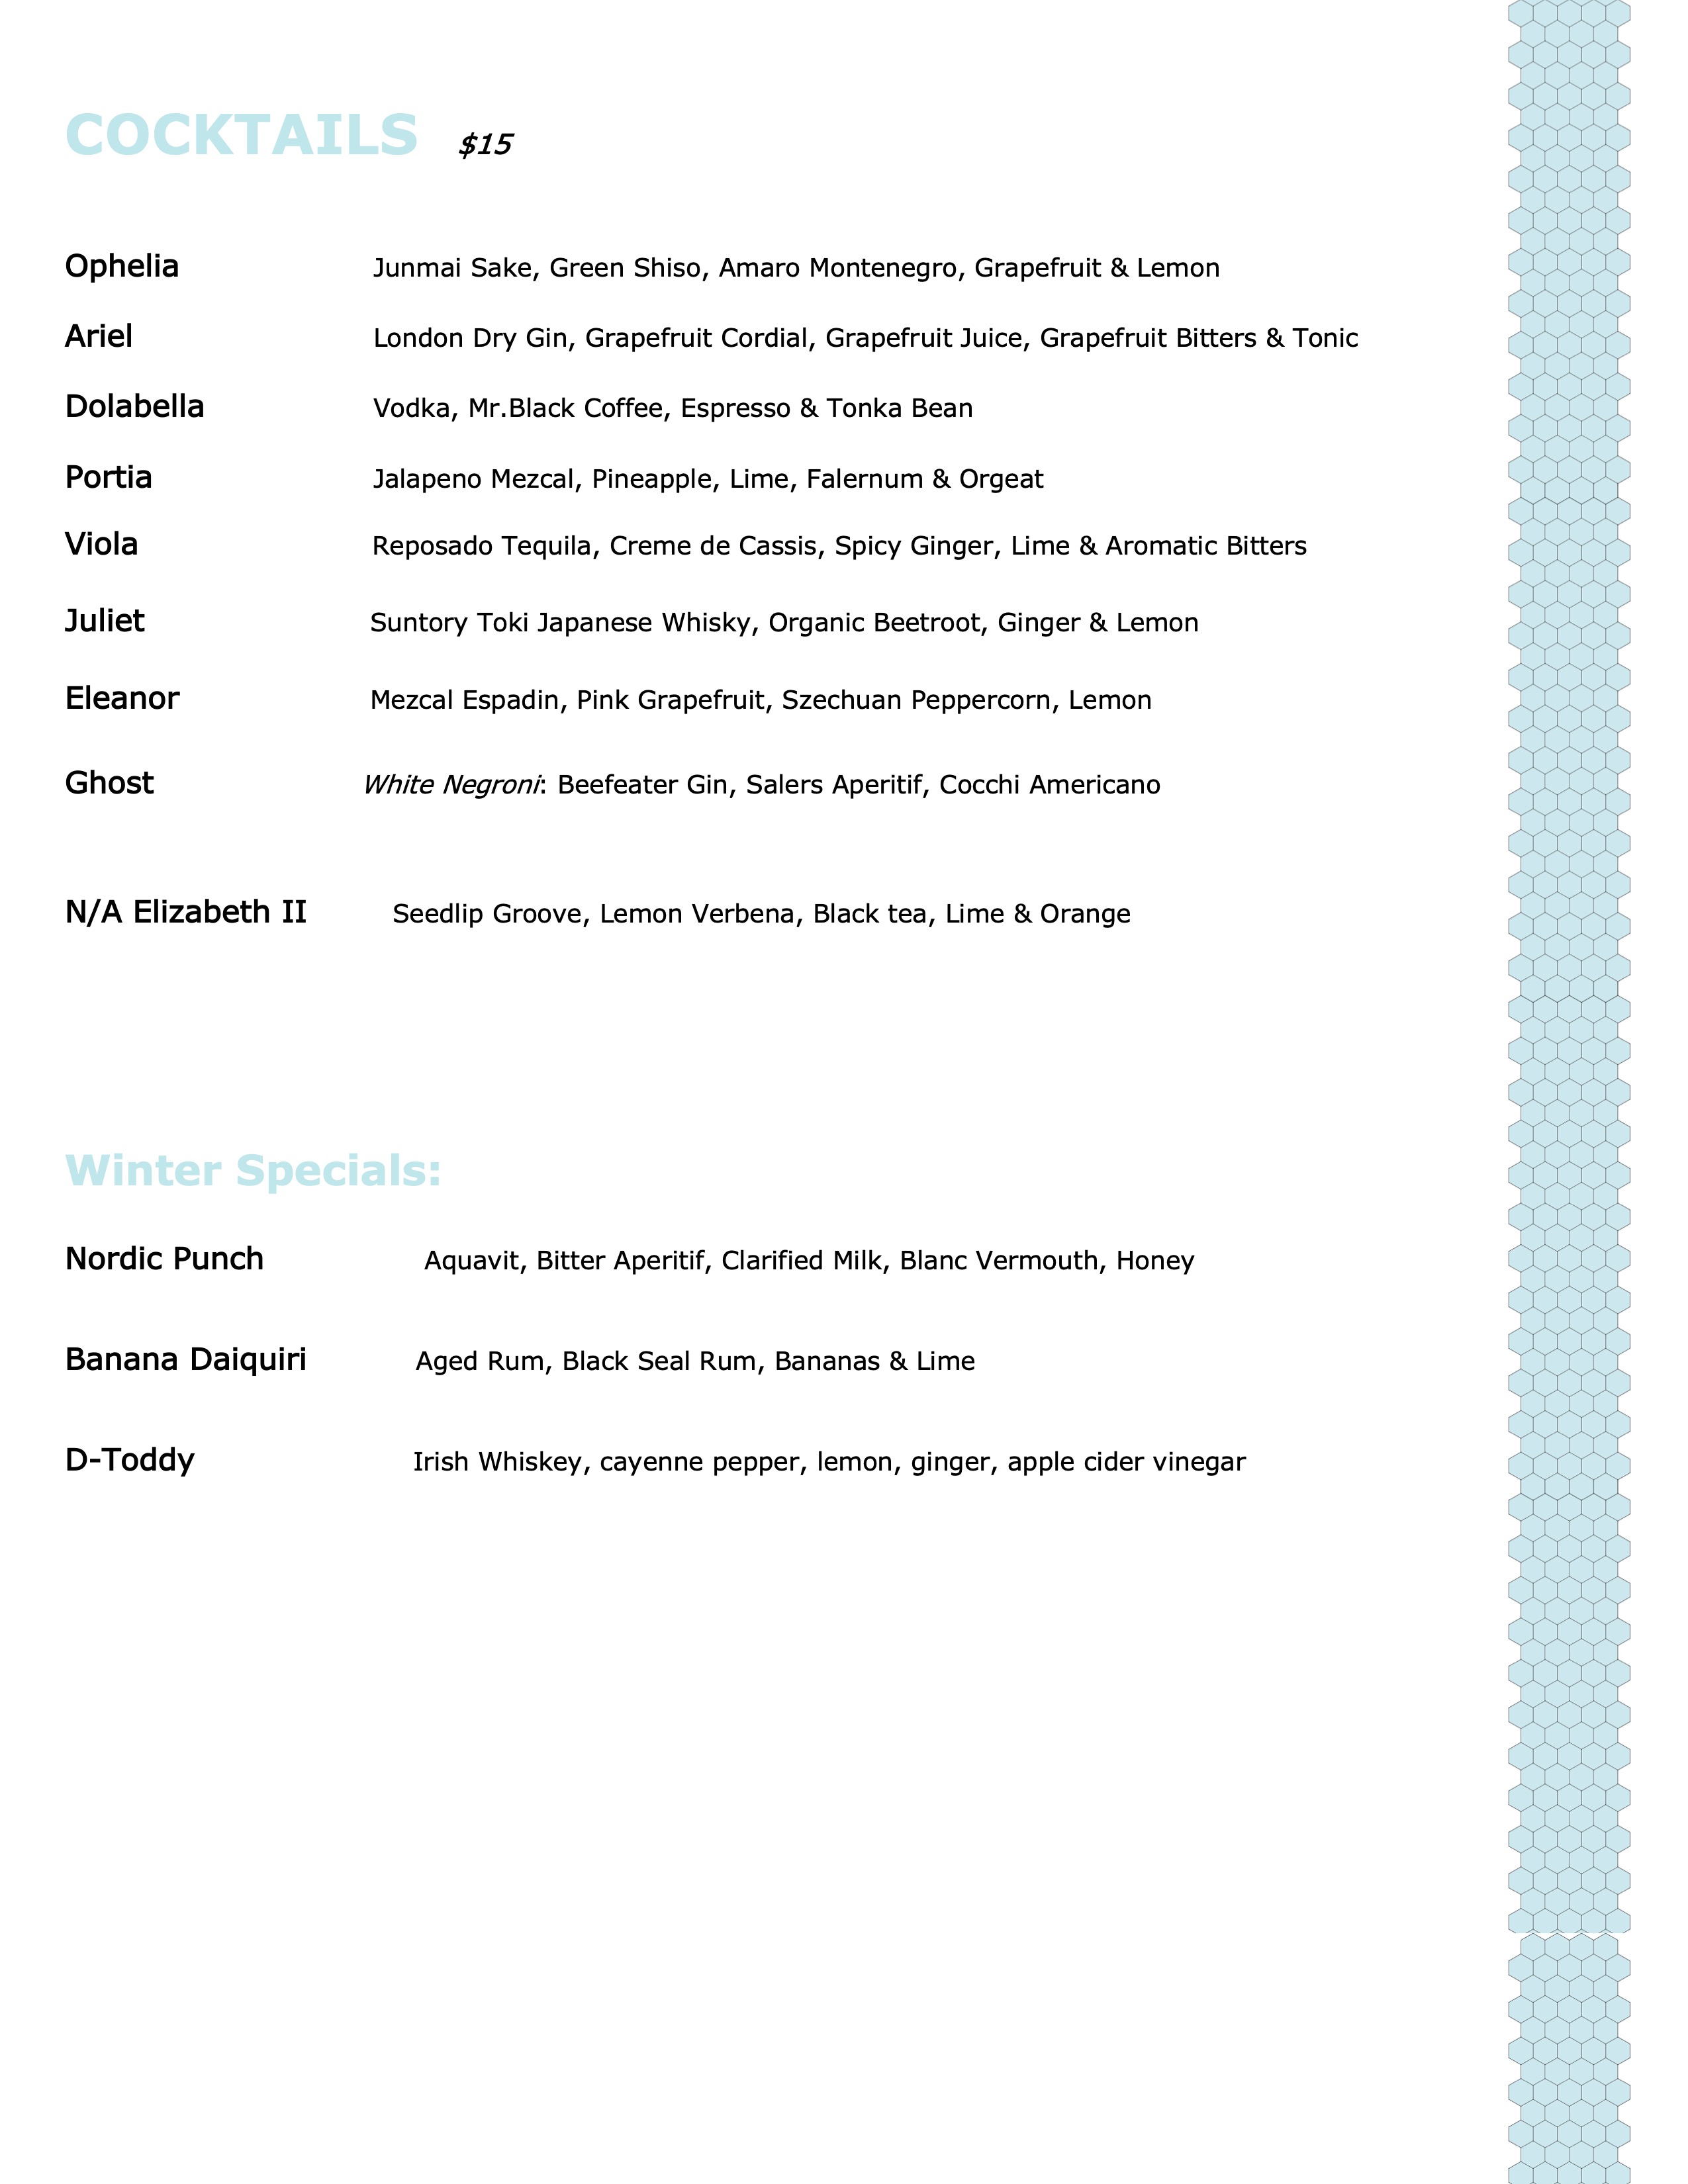 COCKTAILS $15
Ophelia Junmai Sake, Green Shiso, Amaro Montenegro, Grapefruit & Lemon
Ariel London Dry Gin, Grapefruit Cordial, Grapefruit Juice, Grapefruit Bitters & Tonic
Dolabella Vodka, Mr.Black Coffee, Espresso & Tonka Bean
Portia Jalapeno Mezcal, Pineapple, Lime, Falernum & Orgeat
Viola Reposado Tequila, Creme de Cassis, Spicy Ginger, Lime & Aromatic Bitters
Juliet Suntory Toki Japanese Whisky, Organic Beetroot, Ginger & Lemon
Eleanor Mezcal Espadin, Pink Grapefruit, Szechuan Peppercorn, Lemon
Ghost White Negroni: Beefeater Gin, Salers Aperitif, Cocchi Americano
N/A Elizabeth II Seedlip Groove, Lemon Verbena, Black tea, Lime & Orange
Winter Specials:
Nordic Punch Aquavit, Bitter Aperitif, Clarified Milk, Blanc Vermouth, Honey
Banana Daiquiri Aged Rum, Black Seal Rum, Bananas & Lime
D-Toddy Irish Whiskey, cayenne pepper, lemon, ginger, apple cider vinegar